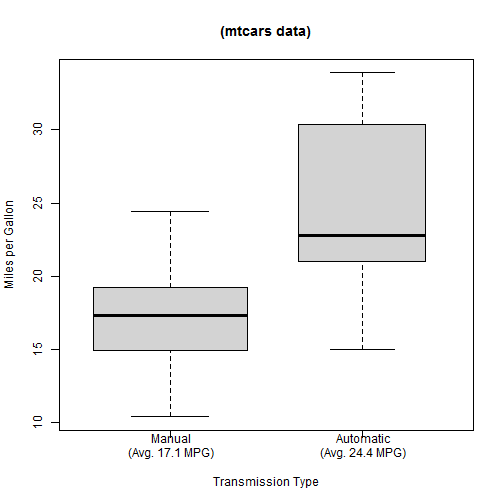 (mtcars data)
Miles per Gallon
30
25
20
15
10
Manual
(Avg. 17.1 MPG)
Automatic
(Avg. 24.4 MPG)
Transmission Type